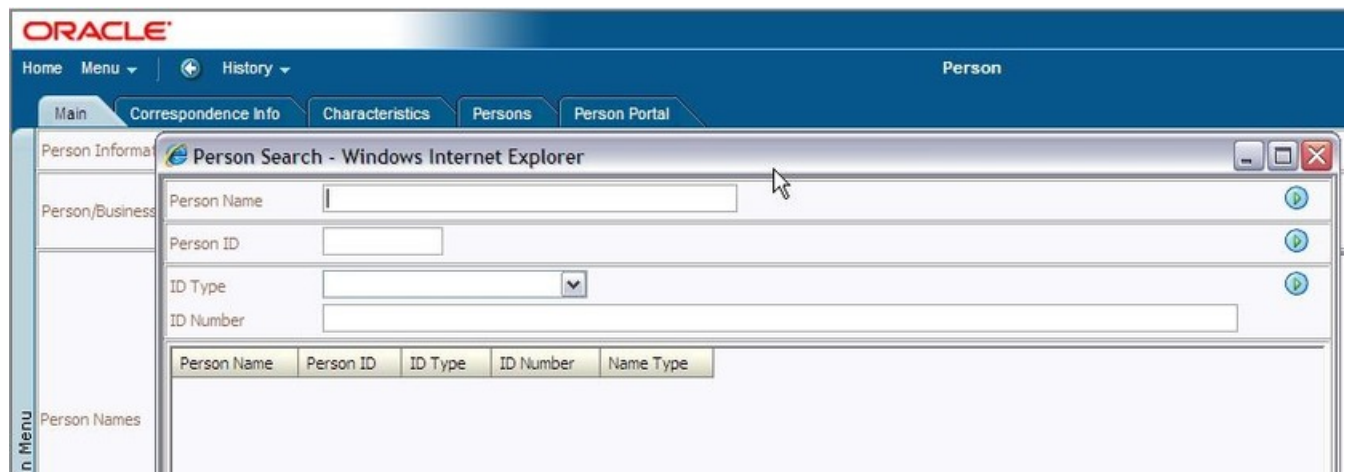 ORACLE
Home Menu History Person
Main Correspondence Info Characteristics Persons Person Portal
Person Informat
Person Search - Windows Internet Explorer
Person Name
Person/Business
Person ID
ID Type
ID Number
Person Name Person ID ID Type ID Number Name Type
Person Names
n Menu